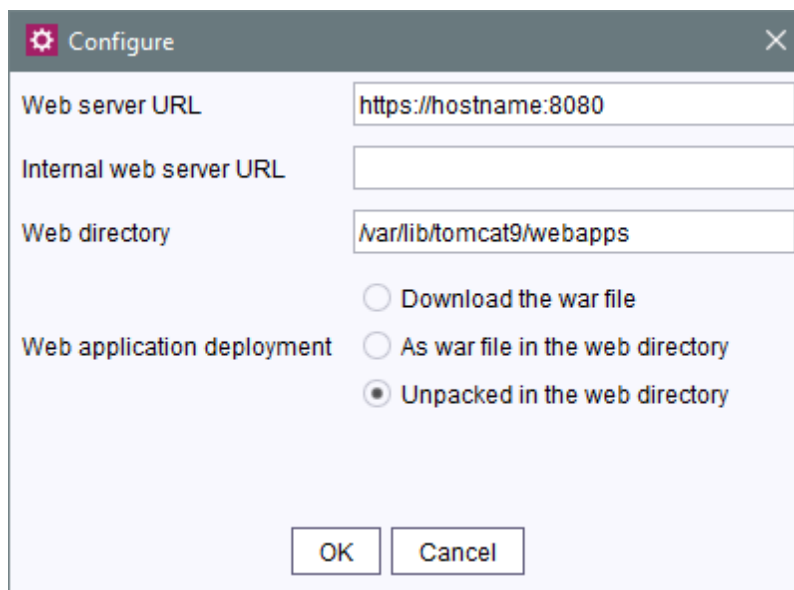 Configure
Web server URL
https://hostname:8080
Internal web server URL
Web directory
/var/lib/tomcat9/webapps
Download the war file
Web application deployment
As war file in the web directory
Unpacked in the web directory
OK
Cancel